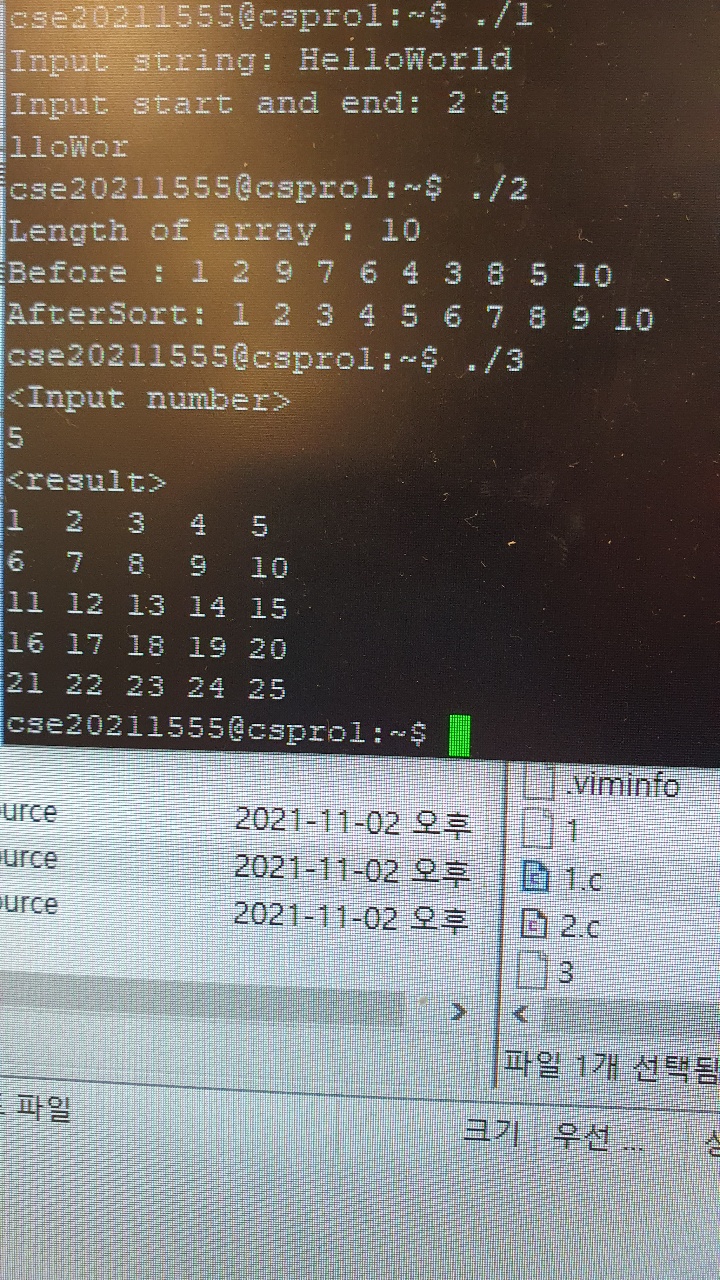 cse20211555@csprol:~$ ./1
Input string: HelloWorld
Input start and end: 2 8
lloWor
cse20211555@csprol:~$ ./2
Length of array : 10
Before : 1 2 9 7 6 4 3 8 5 10
AfterSort: 1 2 3 4 5 6 7 8 9 10
cse20211555@csprol:~$ ./3
<Input number>
5
<result>
1 2 3 4 5
6 7 8 9 10
11 12 13 14 15
16 17 18 19 20
21 22 23 24 25
cse20211555@csprol:~$
.viminfo
ource 2021-11-02 오후
1
ource 2021-11-02 오후
1.c
ource 2021-11-02 오후
2.c
3
파일 1개 선택됨
파일 크기 우선 ...